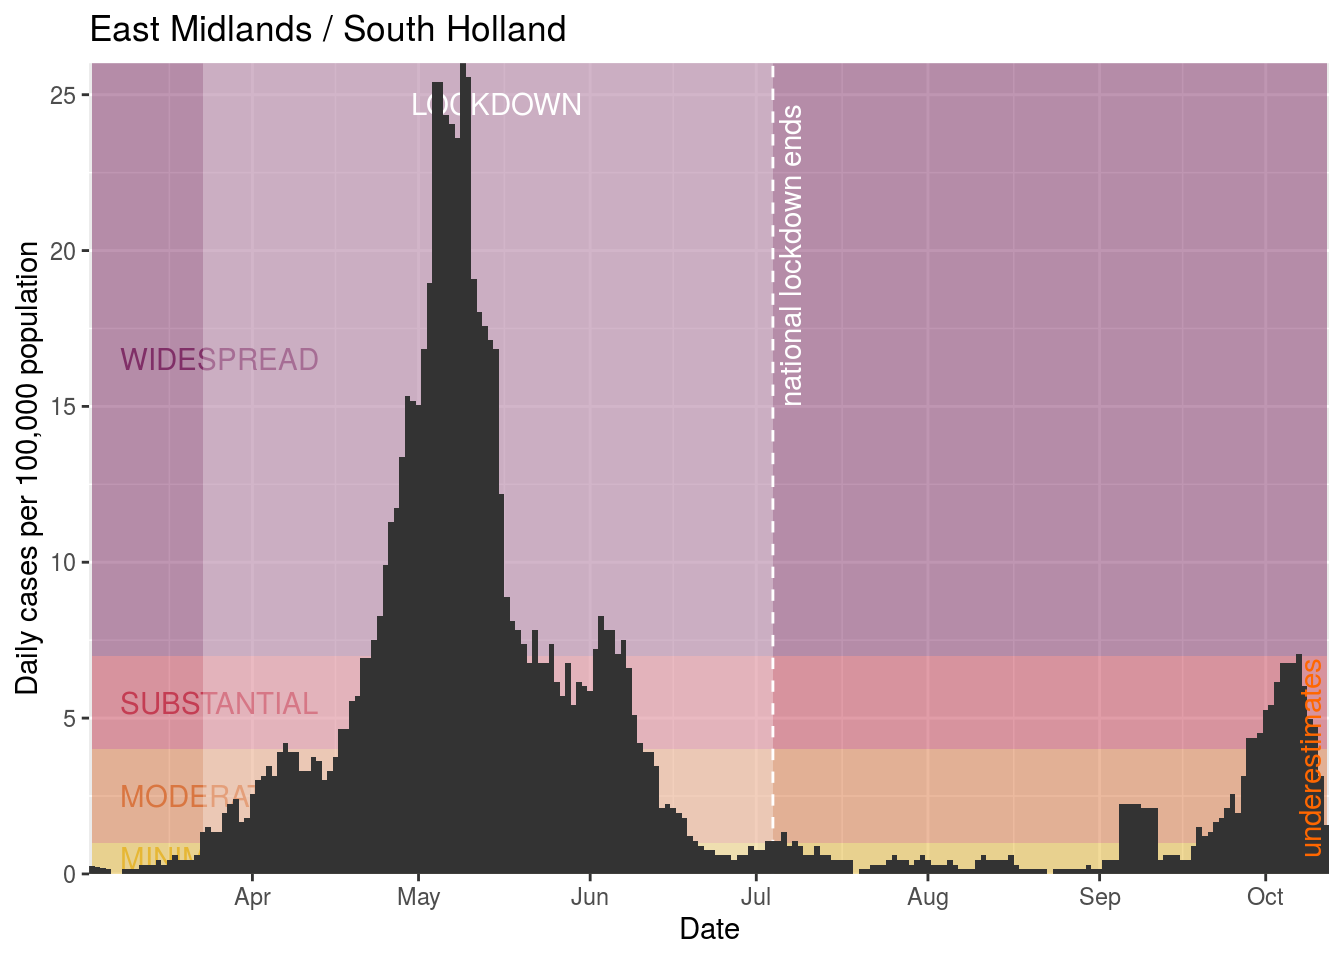 East Midlands / South Holland
Daily cases per 100,000 population
25
20
15
10
5
0
LOCKDOWN
national lockdown ends
WIDESPREAD
SUBSTANTIAL
underestimates
Apr
May
Jun
Jul
Aug
Sep
Oct
Date